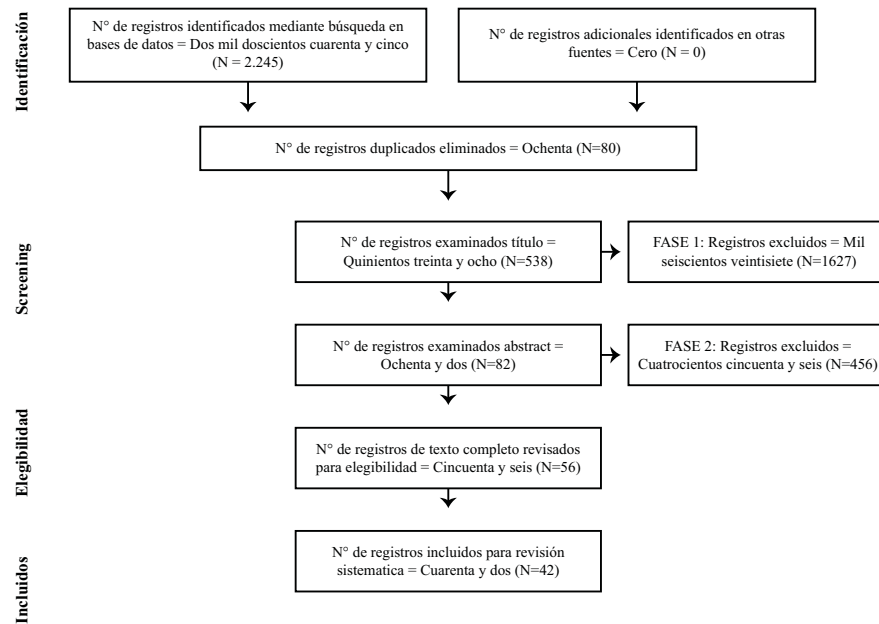 Identificación
N° de registros identificados mediante búsqueda en
bases de datos = Dos mil doscientos cuarenta y cinco
(N = 2.245)
N° de registros adicionales identificados en otras
fuentes = Cero (N = 0)
N° de registros duplicados eliminados = Ochenta (N=80)
Screening
N° de registros examinados título =
Quinientos treinta y ocho (N=538)
FASE 1: Registros excluidos = Mil
seiscientos veintisiete (N=1627)
N° de registros examinados abstract =
Ochenta y dos (N=82)
FASE 2: Registros excluidos =
Cuatrocientos cincuenta y seis (N=456)
Elegibilidad
N° de registros de texto completo revisados
para elegibilidad = Cincuenta y seis (N=56)
Incluidos
N° de registros incluidos para revisión
sistematica = Cuarenta y dos (N=42)